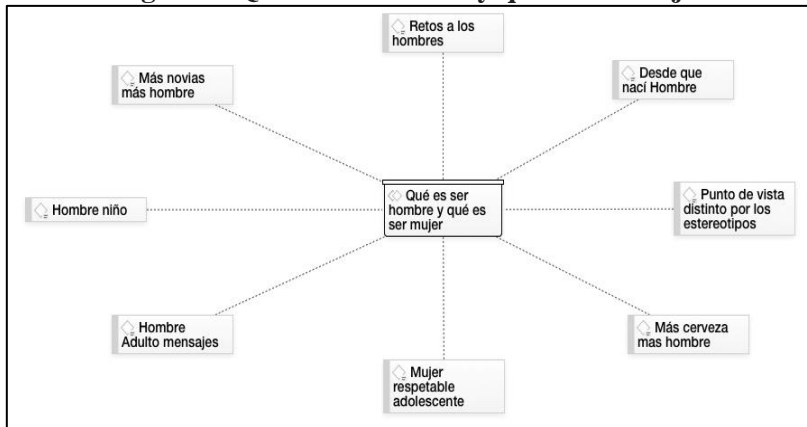 Retos a los
hombres
Más novias
más hombre
Desde que
nací Hombre
Qué es ser
hombre y qué es
ser mujer
Hombre niño
Punto de vista
distinto por los
estereotipos
Hombre
Adulto mensajes
Más cerveza
mas hombre
Mujer
respetable
adolescente